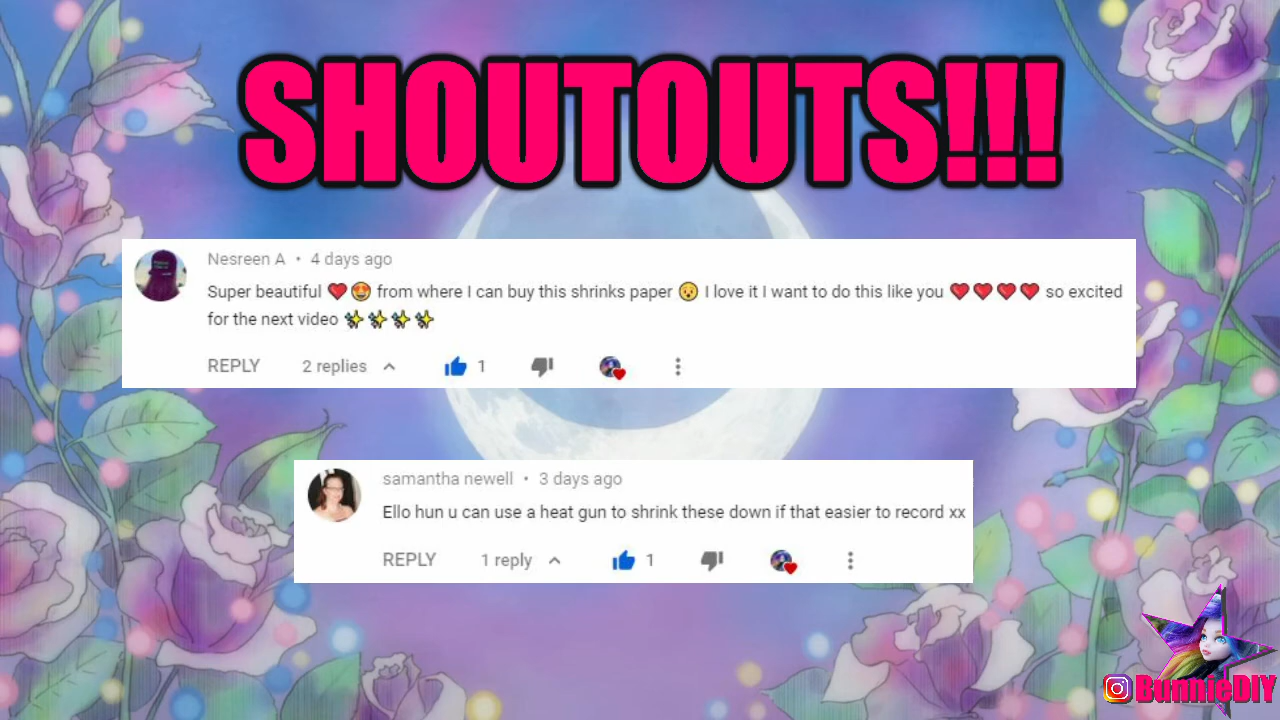 SHOUTOUTS!!!
Nesreen A • 4 days ago
Super beautiful ❤️😍 from where I can buy this shrinks paper 😯 I love it I want to do this like you ❤️❤️❤️❤️ so excited
for the next video ✨✨✨✨
REPLY 2 replies 1
samantha newell • 3 days ago
Ello hun u can use a heat gun to shrink these down if that easier to record xx
REPLY 1 reply 1
BunnieDIY